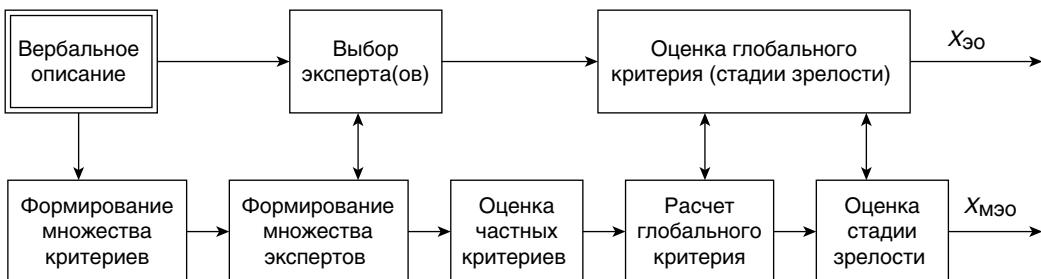 Вербальное
описание
Выбор
эксперта(ов)
Оценка глобального
критерия (стадии зрелости)
XЭО
Формирование
множества
критериев
Формирование
множества
экспертов
Оценка
частных
критериев
Расчет
глобального
критерия
Оценка
стадии
зрелости
XМЭО